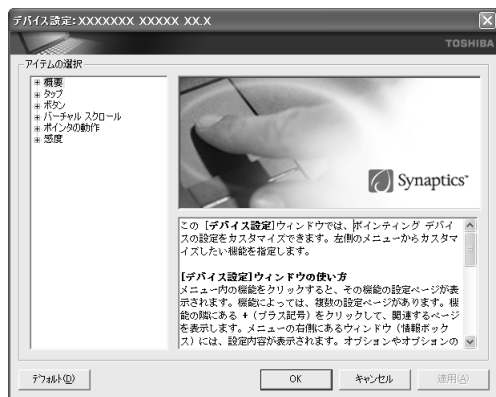 デバイス設定: XXXXXXX XXXXX XX.X
TOSHIBA
アイテムの選択
概要
タップ
ボタン
バーチャル スクロール
ポインタの動作
感度
Synaptics™
この [デバイス設定]ウィンドウでは、ポインティング デバイ
スの設定をカスタマイズできます。左側のメニューからカスタマ
イズしたい機能を指定します。
[デバイス設定]ウィンドウの使い方
メニュー内の機能をクリックすると、その機能の設定ページが表
示されます。機能によっては、複数の設定ページがあります。機
能の隣にある + (プラス記号) をクリックして、関連するページ
を表示します。メニューの右側にあるウィンドウ (情報ボック
ス) には、設定内容が表示されます。オプションやオプションの
デフォルト(D)
OK
キャンセル
適用(A)